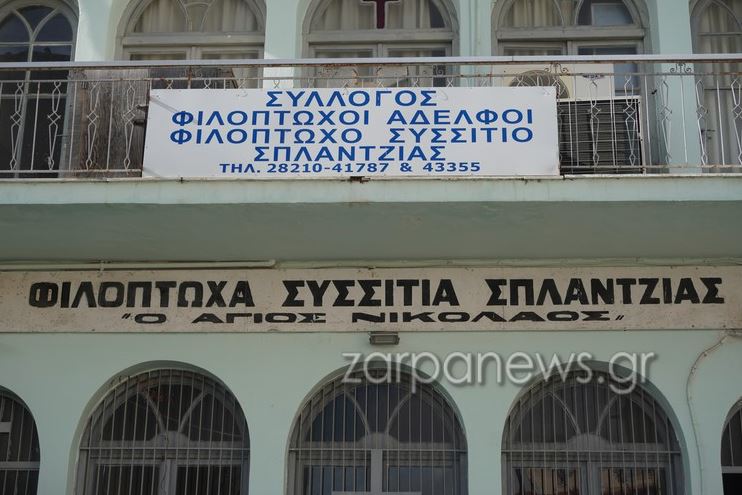 ΣΥΛΛΟΓΟΣ
ΦΙΛΟΠΤΩΧΟΙ ΑΔΕΛΦΟΙ
ΦΙΛΟΠΤΩΧΟ ΣΥΣΣΙΤΙΟ
ΣΠΛΑΝΤΖΙΑΣ
ΤΗΛ. 28210-41787 & 43355
ΦΙΛΟΠΤΩΧΑ ΣΥΣΣΙΤΙΑ ΣΠΛΑΝΤΖΙΑΣ
"Ο ΑΓΙΟΣ ΝΙΚΟΛΑΟΣ"
zarpanews.gr